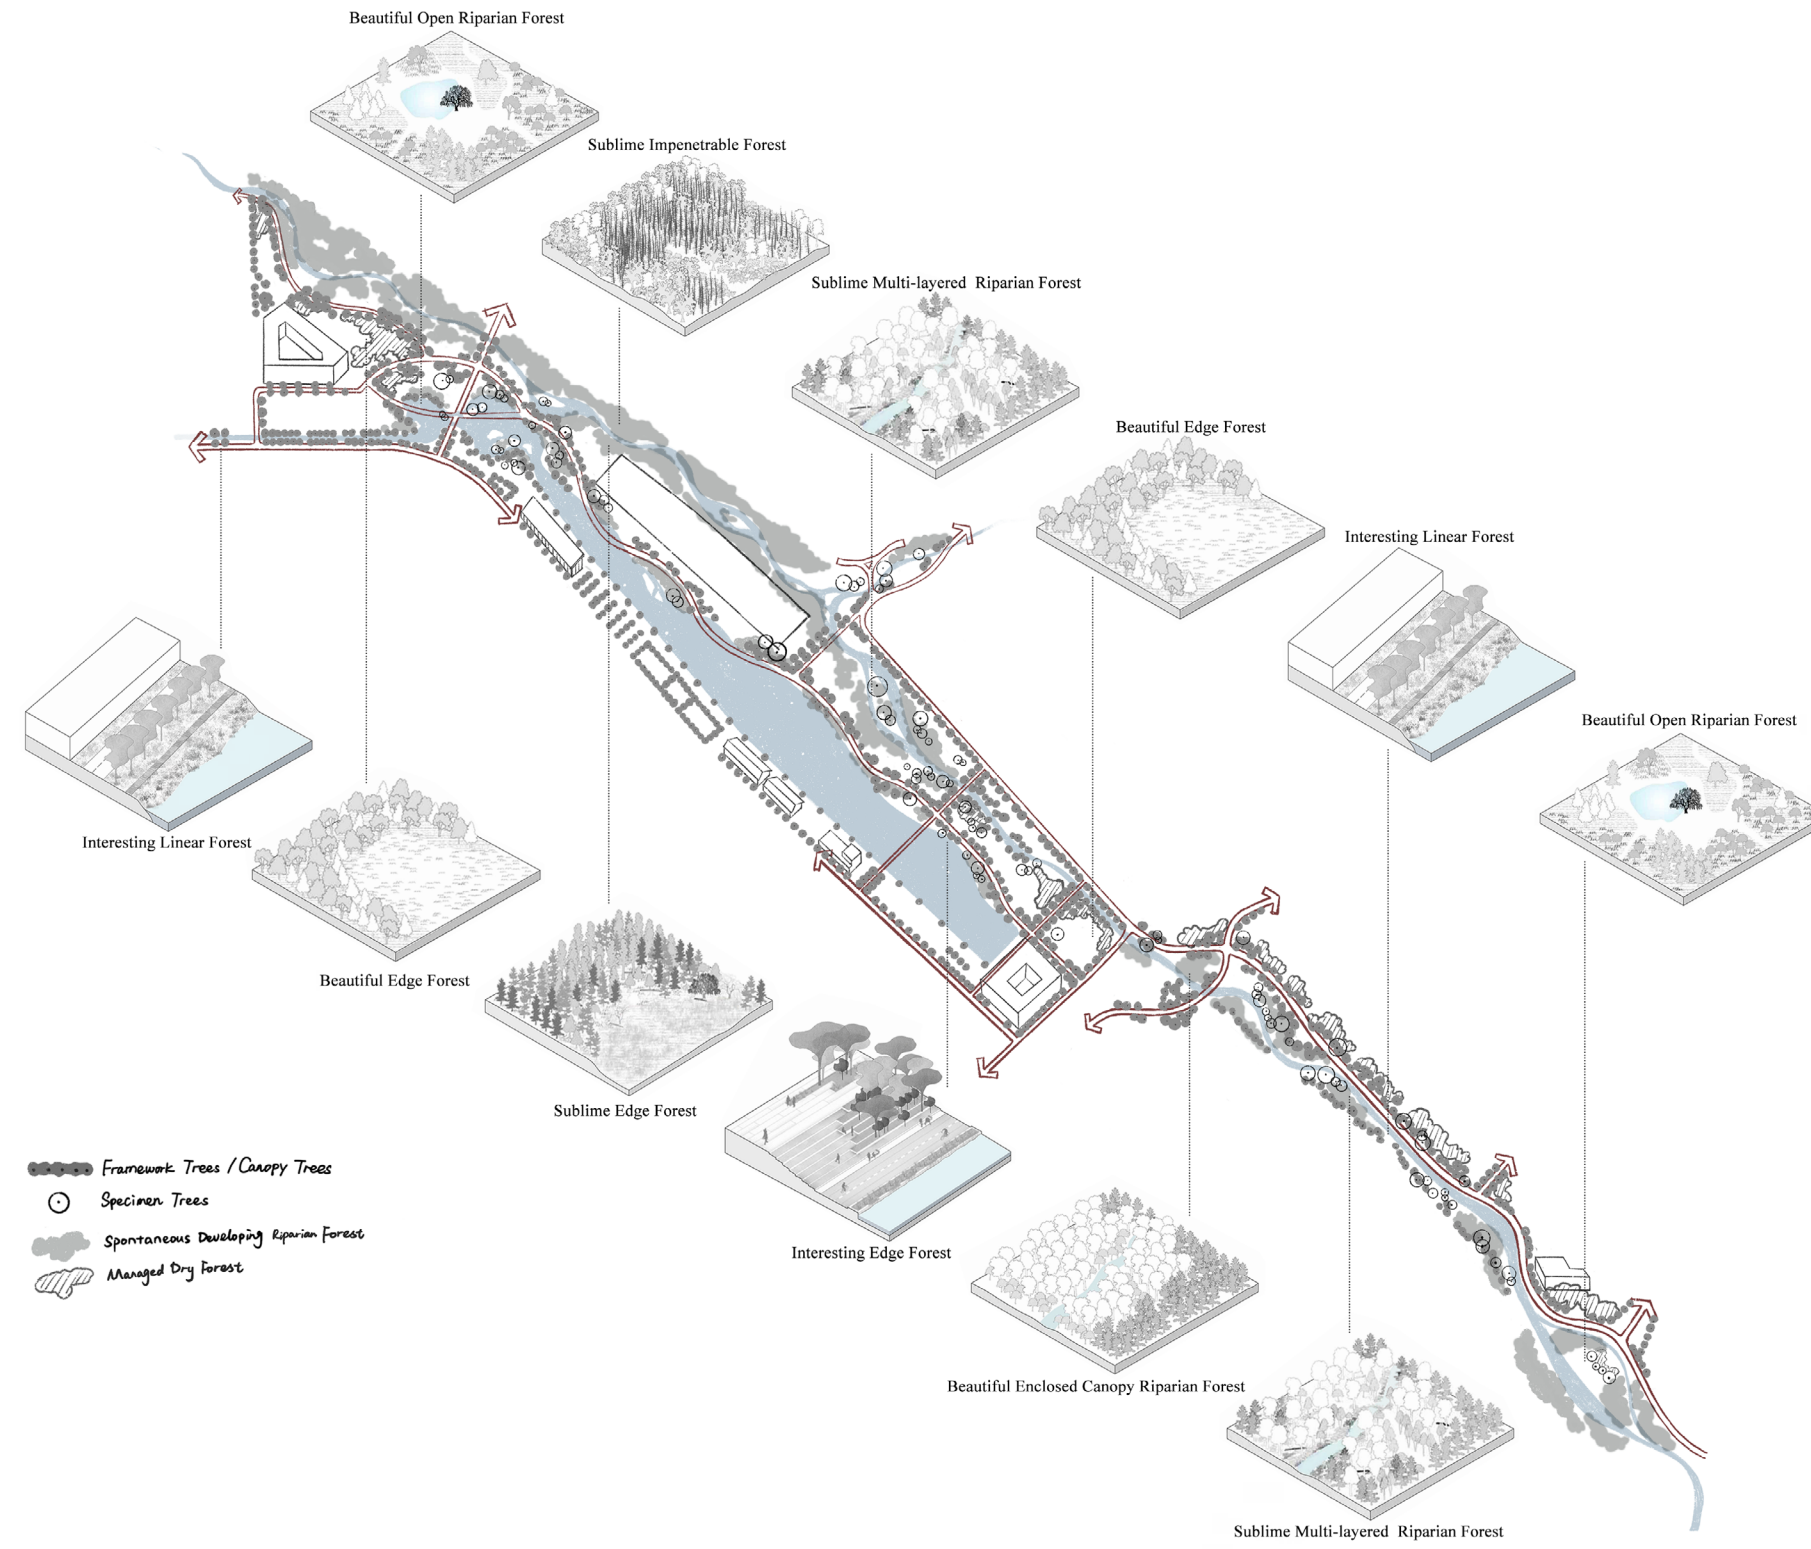 Beautiful Open Riparian Forest
Sublime Impenetrable Forest
Sublime Multi-layered Riparian Forest
Beautiful Edge Forest
Interesting Linear Forest
Beautiful Open Riparian Forest
Interesting Linear Forest
Beautiful Edge Forest
Sublime Edge Forest
Interesting Edge Forest
Beautiful Enclosed Canopy Riparian Forest
Sublime Multi-layered Riparian Forest
Framework Trees / Canopy Trees
Specimen Trees
Spontaneous Developing Riparian Forest
Managed Dry Forest